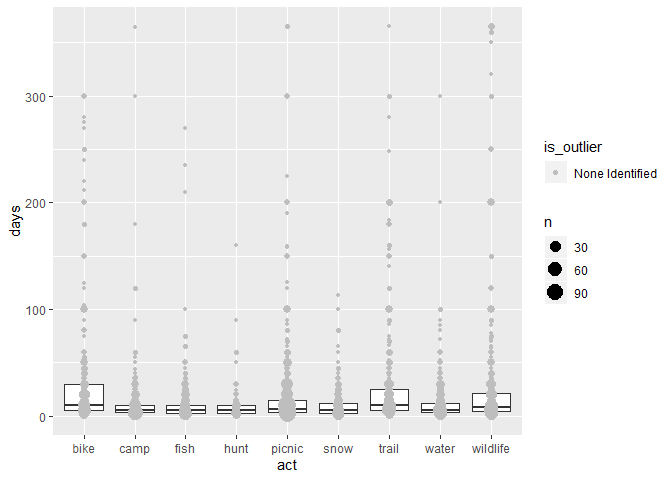 300
200
100
0
days
bike camp fish hunt picnic snow trail water wildlife
act
is_outlier
None Identified
n
30
60
90